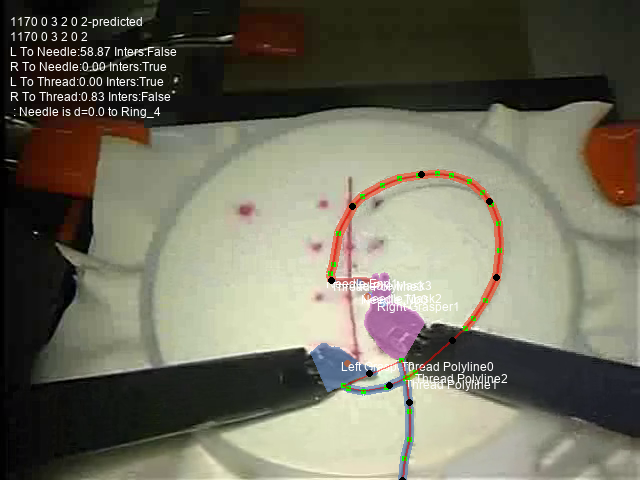 1170 0 3 2 0 2-predicted
1170 0 3 2 0 2
L To Needle:58.87 Inters:False
R To Needle:0.00 Inters:True
L To Thread:0.00 Inters:True
R To Thread:0.83 Inters:False
: Needle is d=0.0 to Ring_4
Needle Mask2
Right Grasper1
Left
Thread Polyline0
Thread Polyline2
Thread Polyline1